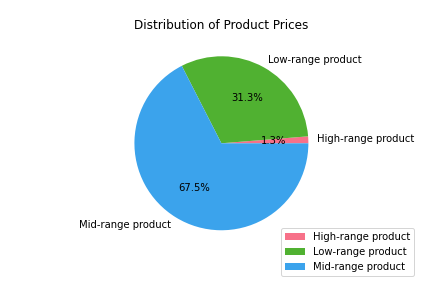 Distribution of Product Prices
Low-range product
31.3%
1.3%
High-range product
67.5%
Mid-range product
High-range product
Low-range product
Mid-range product